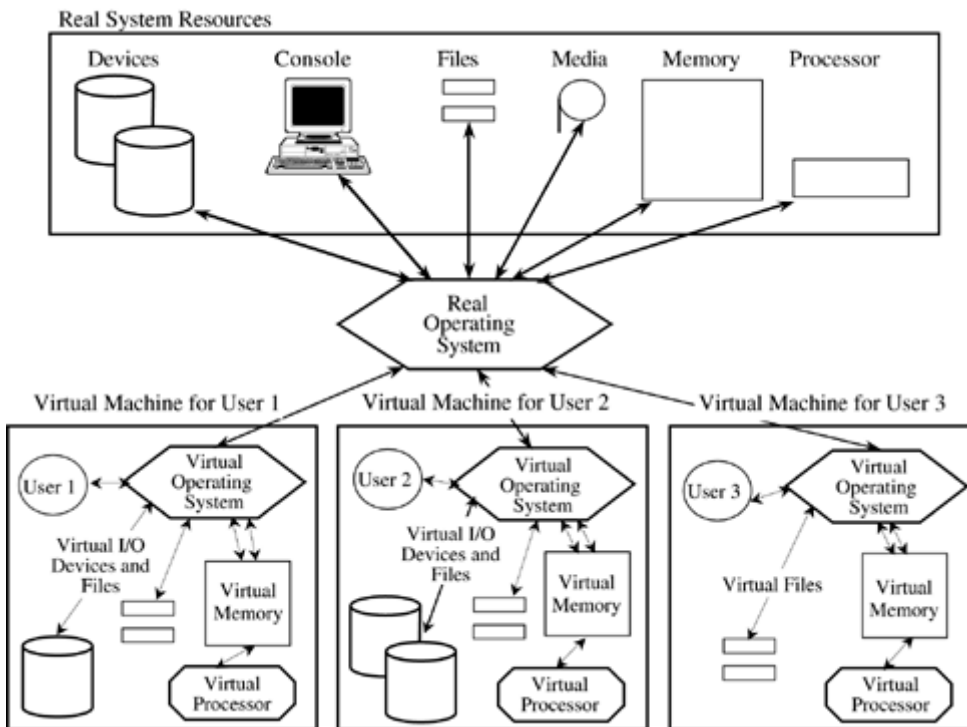 Real System Resources
Devices
Console
Files
Media
Memory
Processor
Real
Operating
System
Virtual Machine for User 1
Virtual Machine for User 2
Virtual Machine for User 3
User 1
Virtual
Operating
System
Virtual I/O
Devices and
Files
Virtual
Memory
Virtual
Processor
User 2
Virtual
Operating
System
Virtual I/O
Devices and
Files
Virtual
Memory
Virtual
Processor
User 3
Virtual
Operating
System
Virtual Files
Virtual
Memory
Virtual
Processor